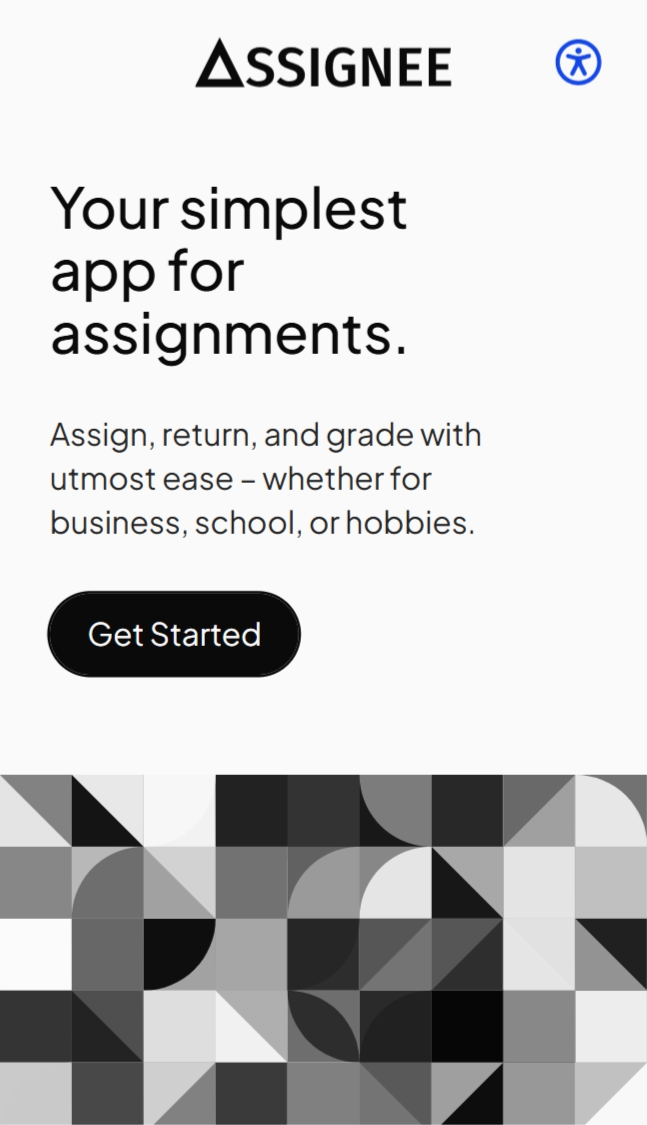 ASSIGNEE
Your simplest
app for
assignments.
Assign, return, and grade with
utmost ease – whether for
business, school, or hobbies.
Get Started